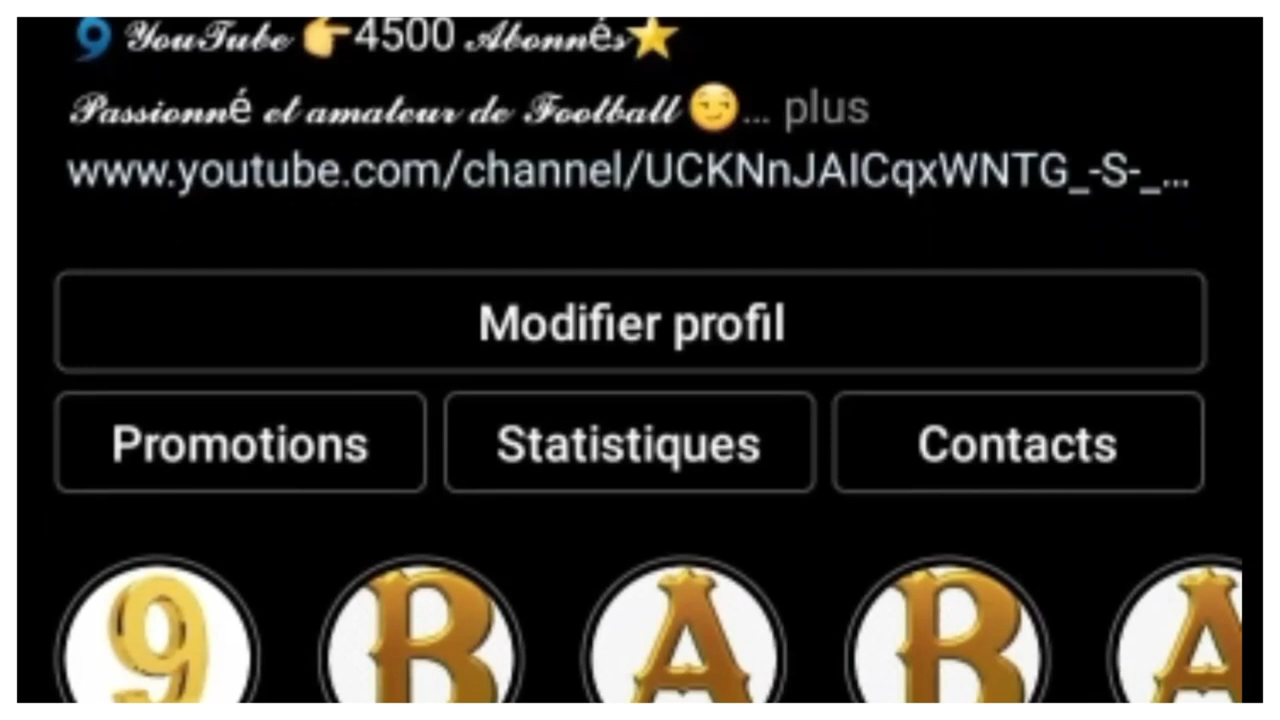 9 YouTube 👉4500 Abonnés⭐
Passionné et amateur de Football 😏... plus
www.youtube.com/channel/UCKNnJAICqxWNTG_-S-_...
Modifier profil
Promotions Statistiques Contacts
9 B A B A